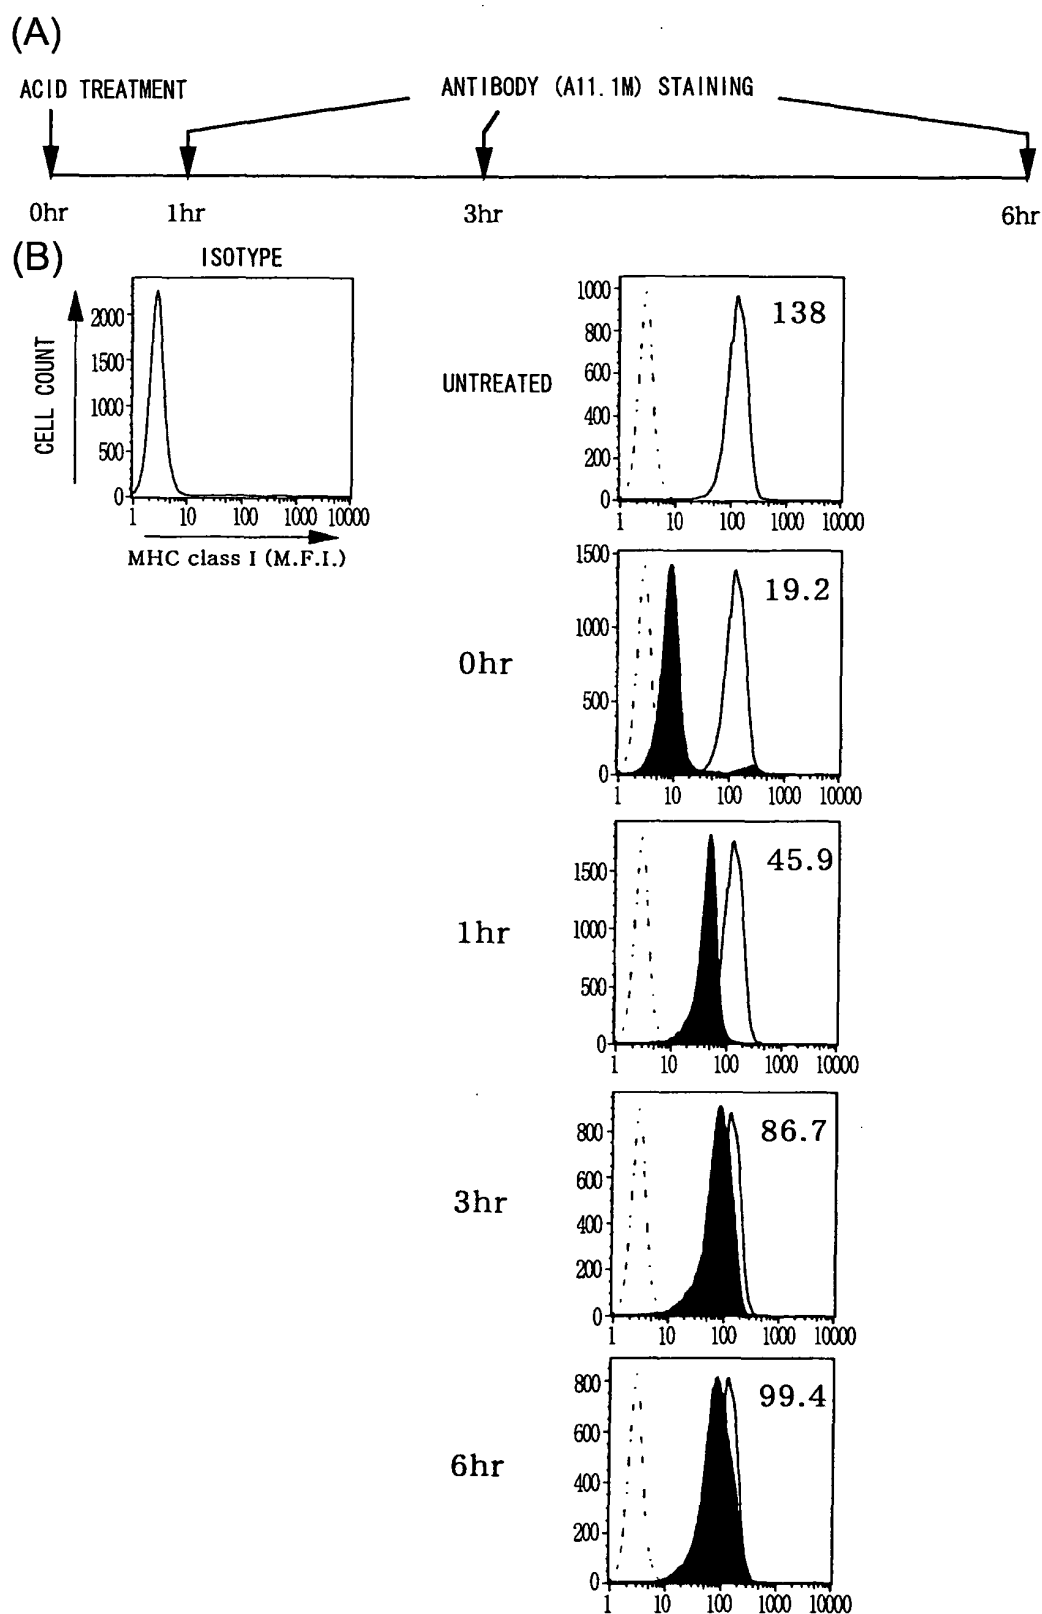 (A)
ACID TREATMENT
ANTIBODY (A11.1M) STAINING
0hr 1hr 3hr 6hr
(B)
ISOTYPE
CELL COUNT
2000
1500
1000
500
0
1 10 100 1000 10000
MHC class I (M.F.I.)
UNTREATED
138
1000
800
600
400
200
0
1 10 100 1000 10000
0hr
19.2
1500
1000
500
0
1 10 100 1000 10000
1hr
45.9
1500
1000
500
0
1 10 100 1000 10000
3hr
86.7
800
600
400
200
0
1 10 100 1000 10000
6hr
99.4
800
600
400
200
0
1 10 100 1000 10000